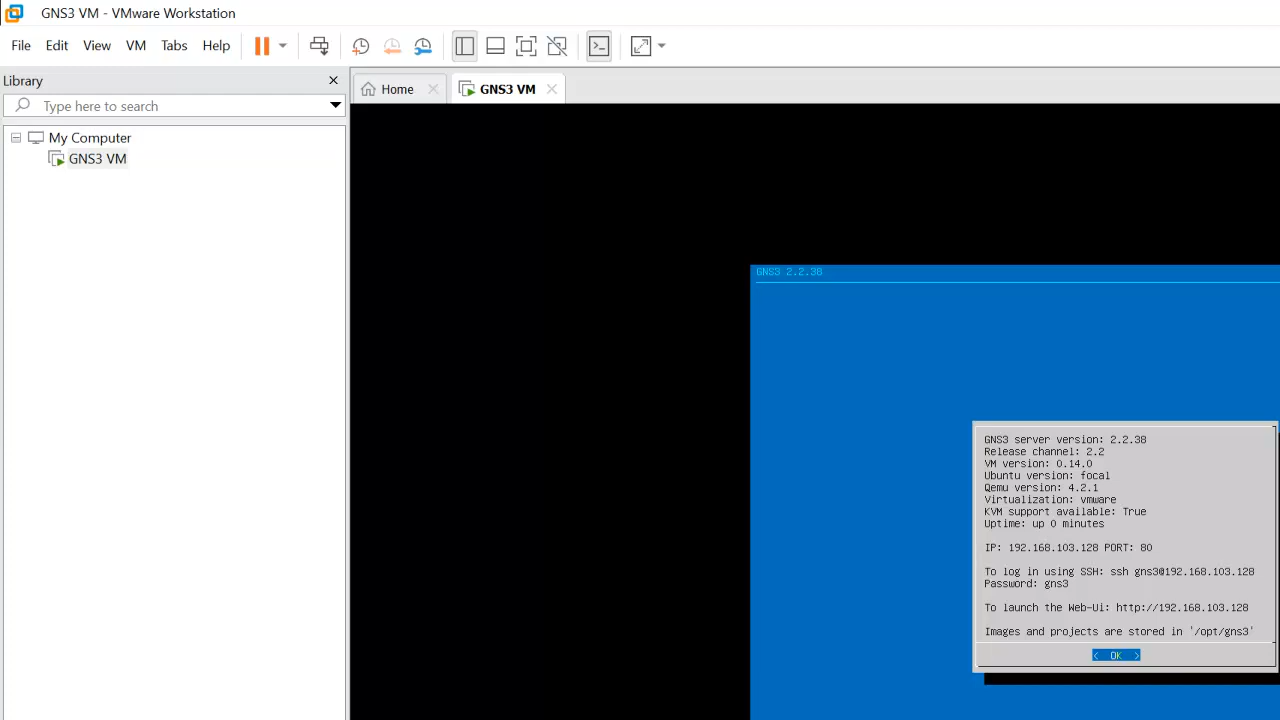 GNS3 VM - VMware Workstation
File Edit View VM Tabs Help
Library
Type here to search
Home
GNS3 VM
My Computer
GNS3 VM
GNS3 2.2.38
GNS3 server version: 2.2.38
Release channel: 2.2
VM version: 0.14.0
Ubuntu version: focal
Qemu version: 4.2.1
Virtualization: vmware
KVM support available: True
Uptime: up 0 minutes
IP: 192.168.103.128 PORT: 80
To log in using SSH: ssh gns3@192.168.103.128
Password: gns3
To launch the Web-Ui: http://192.168.103.128
Images and projects are stored in '/opt/gns3'
< OK >